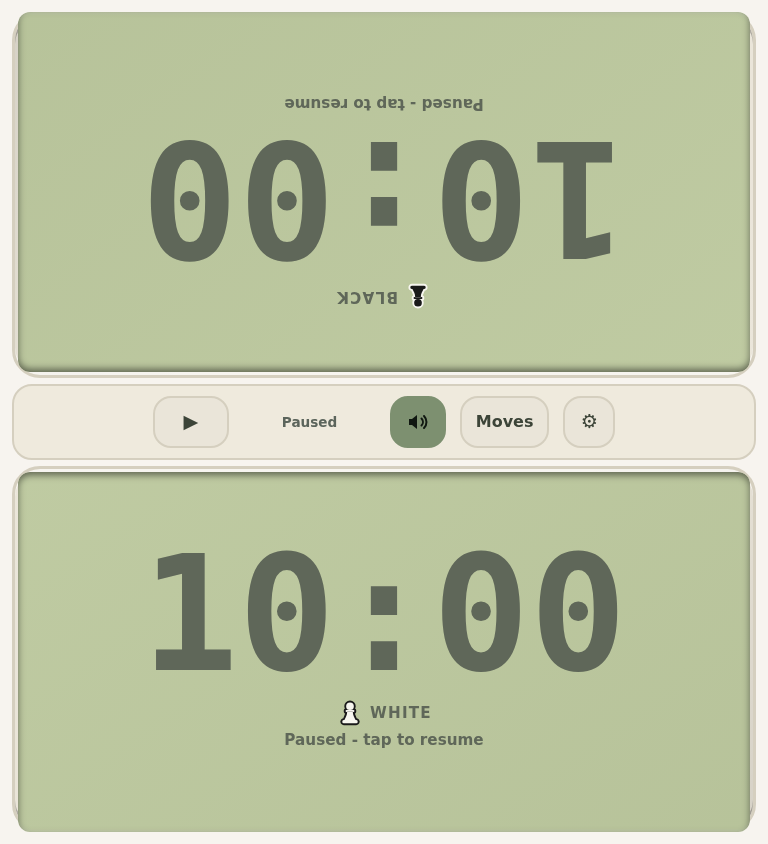 Paused - tap to resume
10:00
BLACK
Paused
Moves
10:00
WHITE
Paused - tap to resume